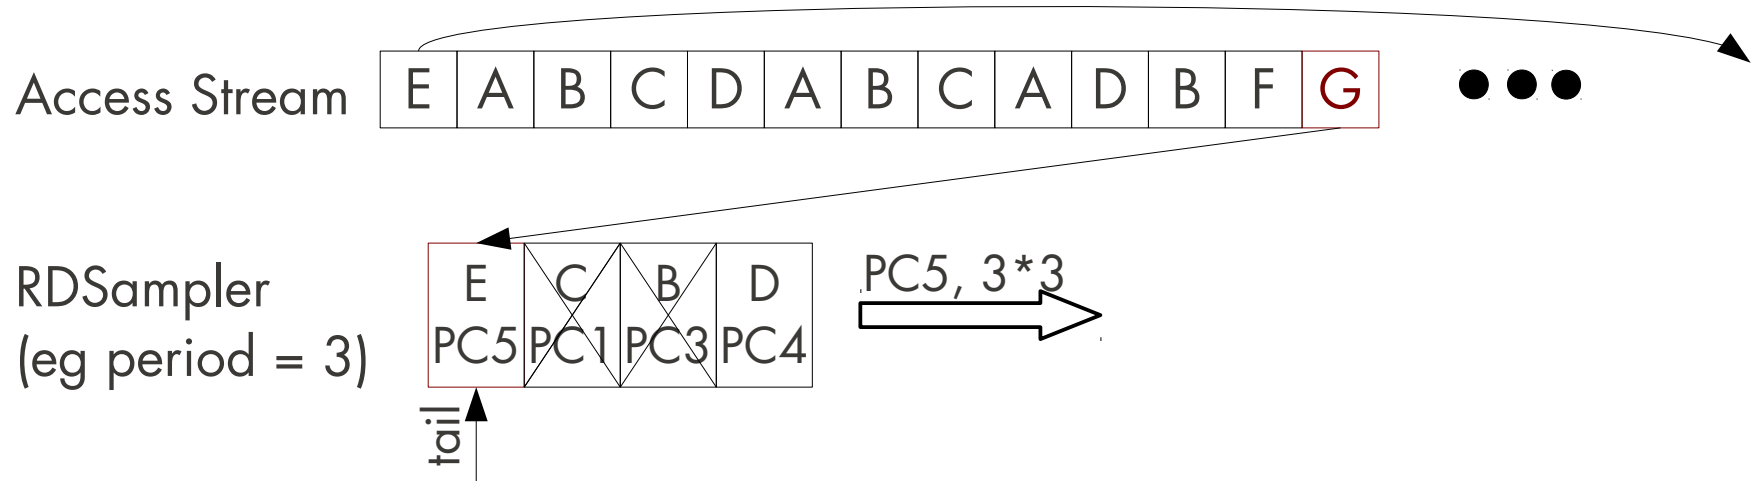 Access Stream E A B C D A B C A D B F G
RDSampler
(eg period = 3)
E C B D
PC5 PC1 PC3 PC4
PC5, 3*3
tail